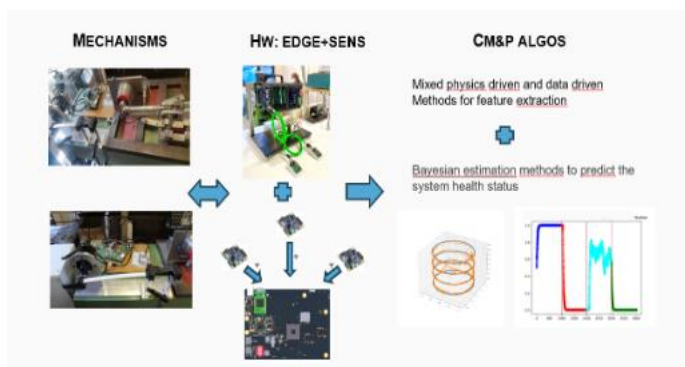 MECHANISMS
HW: EDGE+SENS
CM&P ALGOS
Mixed physics driven and data driven
Methods for feature extraction
Bayesian estimation methods to predict the
system health status